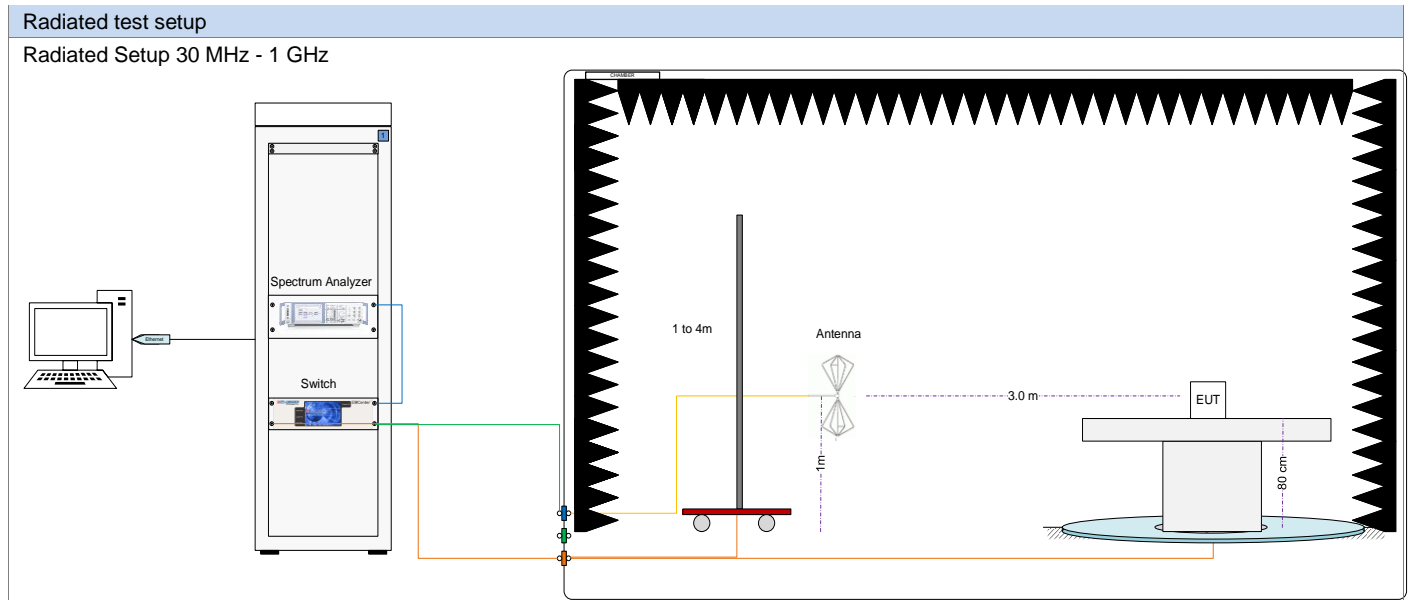 Radiated test setup
Radiated Setup 30 MHz - 1 GHz
CHAMBER
1
Spectrum Analyzer
1 to 4m
Antenna
Ethernet
Switch
3.0 m
EUT
1m
80 cm